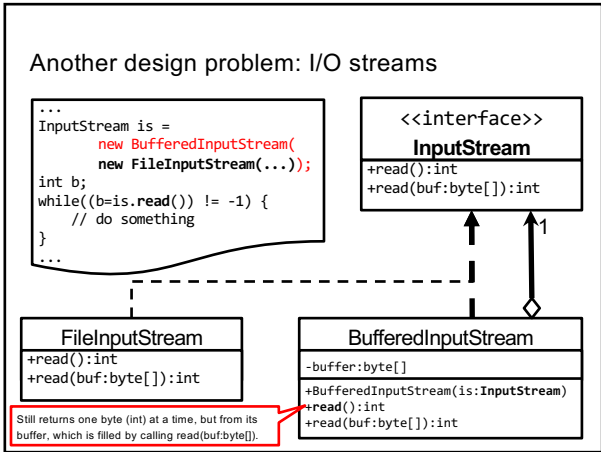 Another design problem: I/O streams
...
InputStream is =
new BufferedInputStream(
new FileInputStream(...));
int b;
while((b=is.read()) != -1) {
// do something
}
...
<<interface>>
InputStream
+read():int
+read(buf:byte[]):int
1
FileInputStream
+read():int
+read(buf:byte[]):int
BufferedInputStream
-buffer:byte[]
+BufferedInputStream(is:InputStream)
+read():int
+read(buf:byte[]):int
Still returns one byte (int) at a time, but from its
buffer, which is filled by calling read(buf:byte[]).